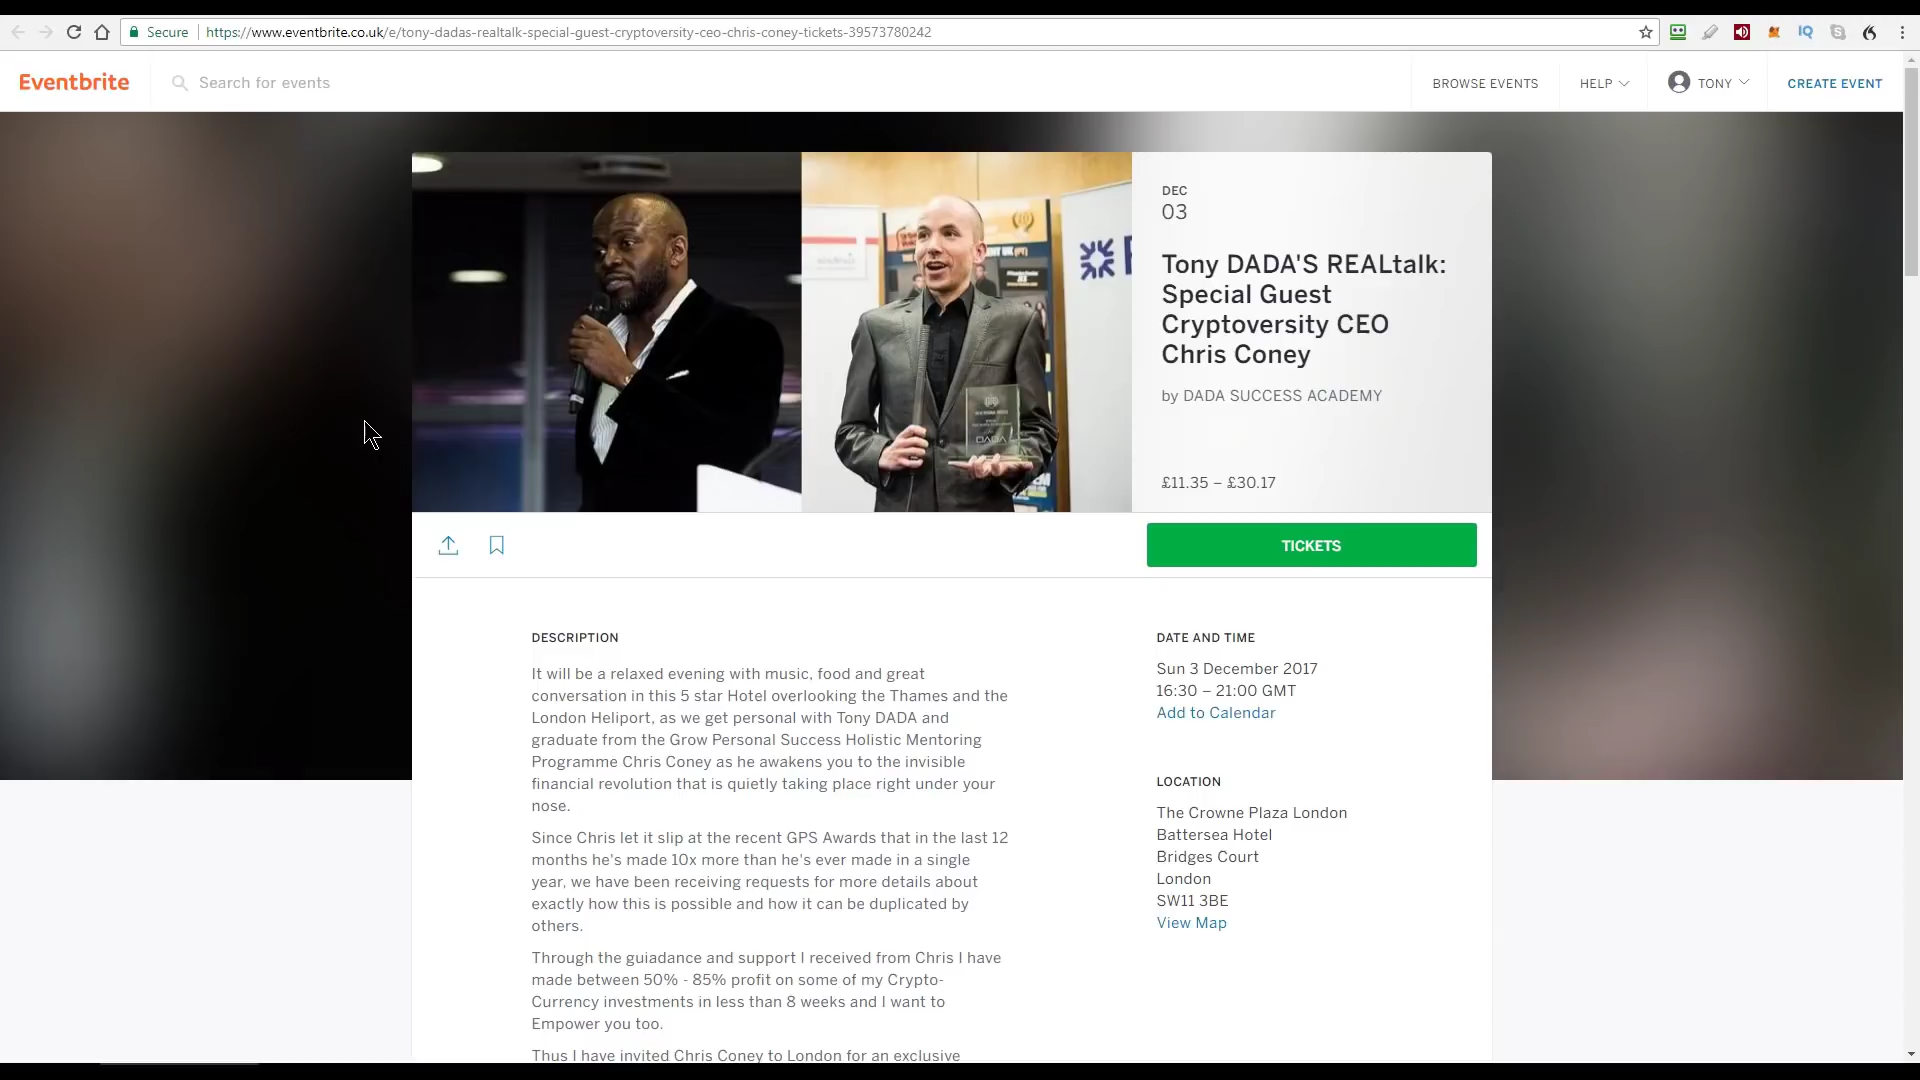 Secure
https://www.eventbrite.co.uk/e/tony-dadas-realtalk-special-guest-cryptoversity-ceo-chris-coney-tickets-39573780242
Eventbrite
Search for events
BROWSE EVENTS
HELP
TONY
CREATE EVENT
DEC
03
Tony DADA'S REALtalk:
Special Guest
Cryptoversity CEO
Chris Coney
by DADA SUCCESS ACADEMY
£11.35 – £30.17
DADA
TICKETS
DESCRIPTION
It will be a relaxed evening with music, food and great
conversation in this 5 star Hotel overlooking the Thames and the
London Heliport, as we get personal with Tony DADA and
graduate from the Grow Personal Success Holistic Mentoring
Programme Chris Coney as he awakens you to the invisible
financial revolution that is quietly taking place right under your
nose.
Since Chris let it slip at the recent GPS Awards that in the last 12
months he's made 10x more than he's ever made in a single
year, we have been receiving requests for more details about
exactly how this is possible and how it can be duplicated by
others.
Through the guiadance and support I received from Chris I have
made between 50% - 85% profit on some of my Crypto-
Currency investments in less than 8 weeks and I want to
Empower you too.
Thus I have invited Chris Coney to London for an exclusive
DATE AND TIME
Sun 3 December 2017
16:30 – 21:00 GMT
Add to Calendar
LOCATION
The Crowne Plaza London
Battersea Hotel
Bridges Court
London
SW11 3BE
View Map